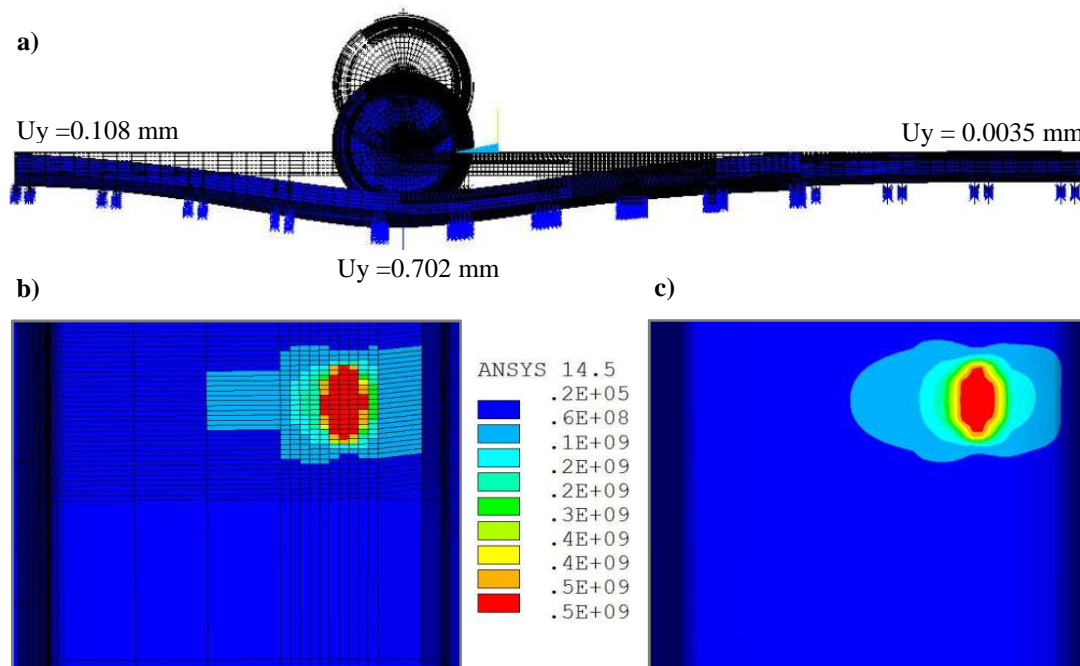 a)
Uy =0.108 mm
Uy = 0.0035 mm
Uy =0.702 mm
b)
c)
ANSYS 14.5
.2E+05
.6E+08
.1E+09
.2E+09
.2E+09
.3E+09
.4E+09
.4E+09
.5E+09
.5E+09